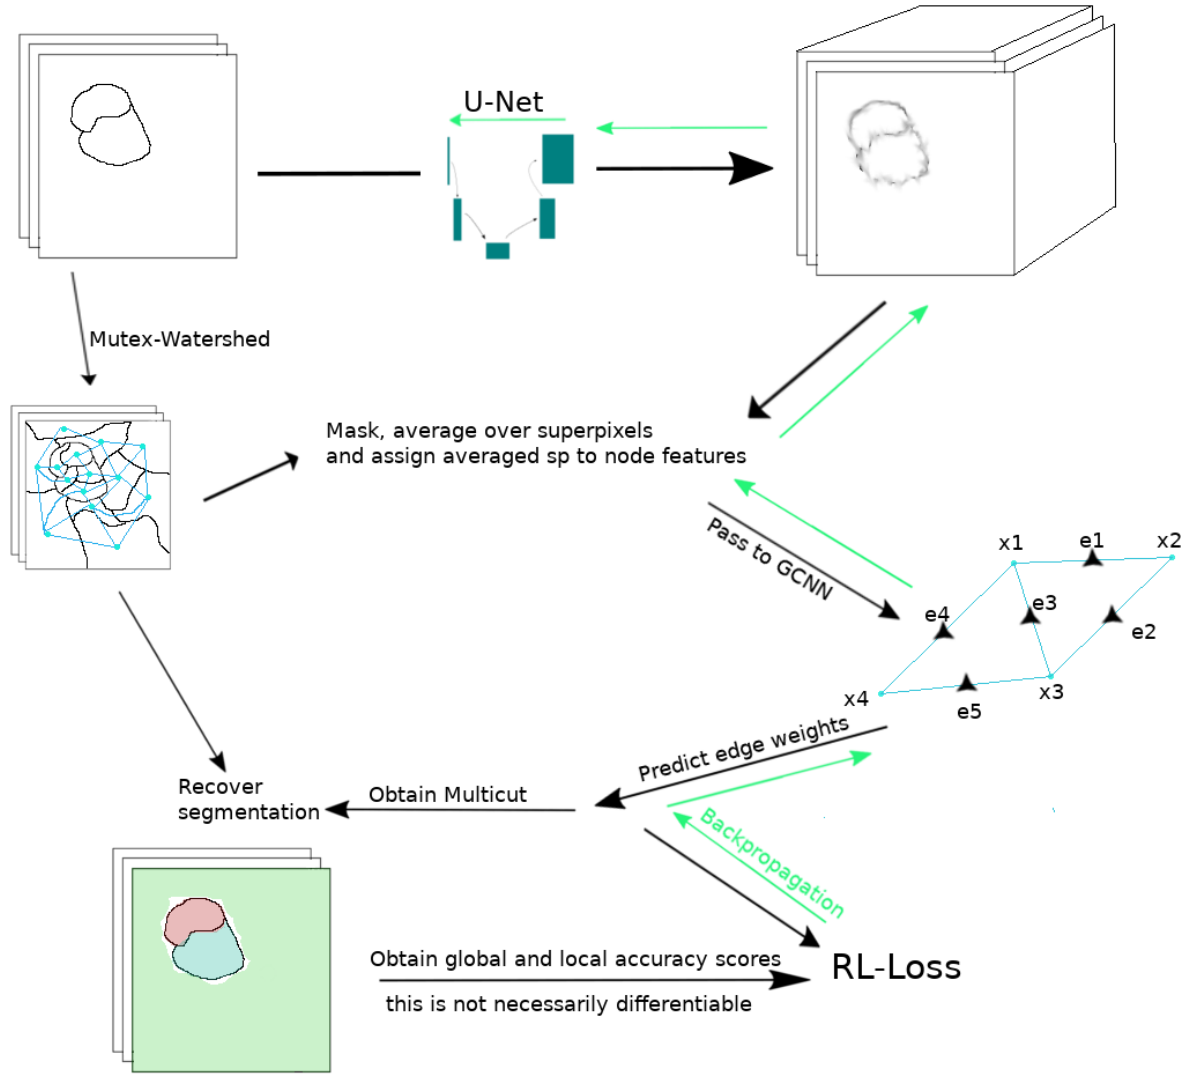 U-Net
Mutex-Watershed
Mask, average over superpixels
and assign averaged sp to node features
Pass to GCNN
x1
e1
x2
e4
e3
e2
x4
x3
e5
Predict edge weights
Recover
segmentation
Obtain Multicut
Backpropagation
Obtain global and local accuracy scores
RL-Loss
this is not necessarily differentiable